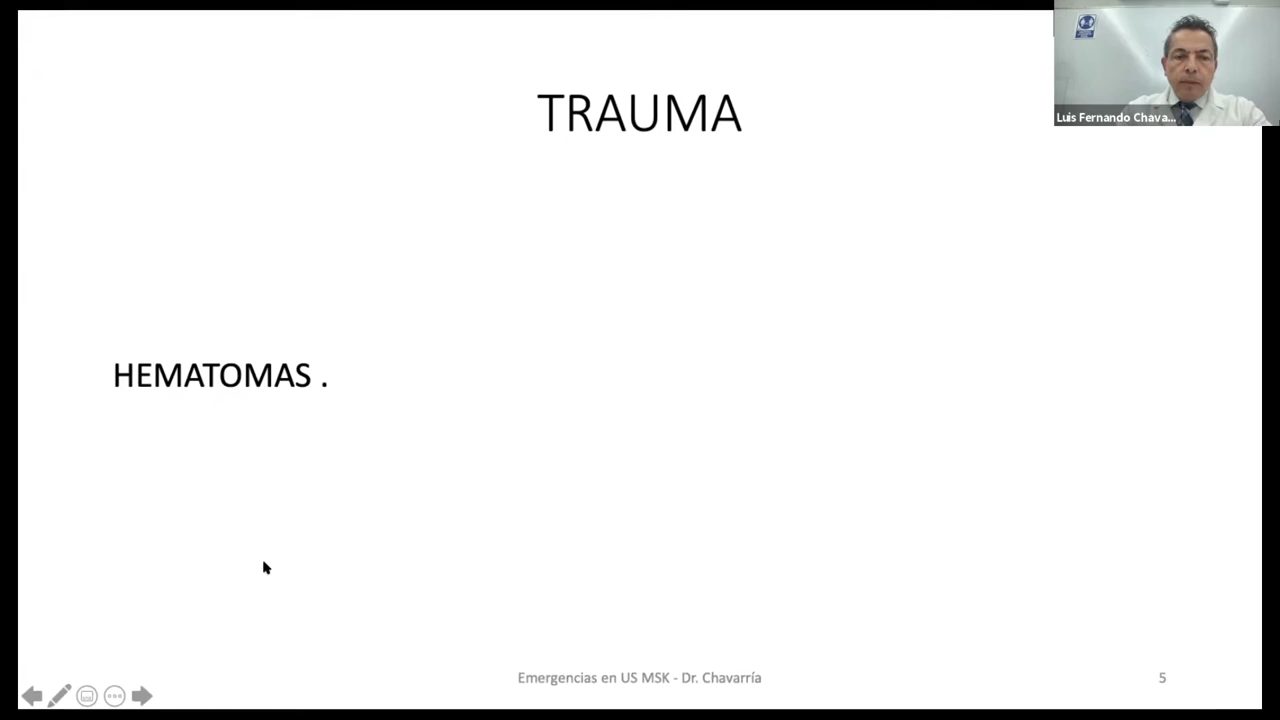 TRAUMA
Luis Fernando Chava...
HEMATOMAS .
Emergencias en US MSK - Dr. Chavarría
5